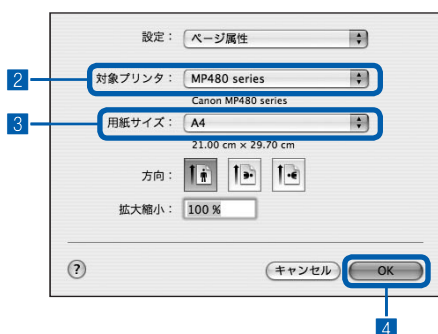 設定： ページ属性
2 対象プリンタ： MP480 series
Canon MP480 series
3 用紙サイズ： A4
21.00 cm × 29.70 cm
方向：
拡大縮小： 100 %
? キャンセル OK
4